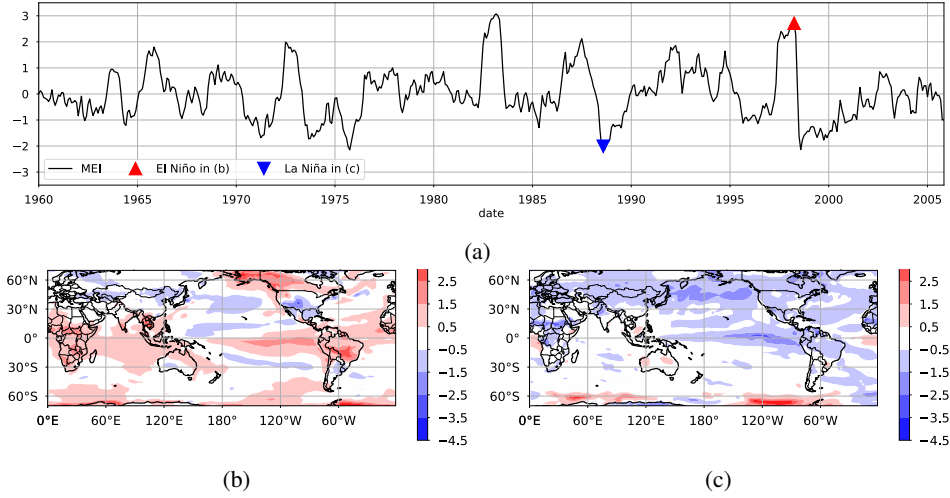 3
2
1
0
−1
−2
−3
MEI El Niño in (b) La Niña in (c)
1960 1965 1970 1975 1980 1985 1990 1995 2000 2005
date
(a)
60°N
30°N
0°
30°S
60°S
0°E 60°E 120°E 180° 120°W 60°W
2.5
1.5
0.5
−0.5
−1.5
−2.5
−3.5
−4.5
(b)
60°N
30°N
0°
30°S
60°S
0°E 60°E 120°E 180° 120°W 60°W
2.5
1.5
0.5
−0.5
−1.5
−2.5
−3.5
−4.5
(c)